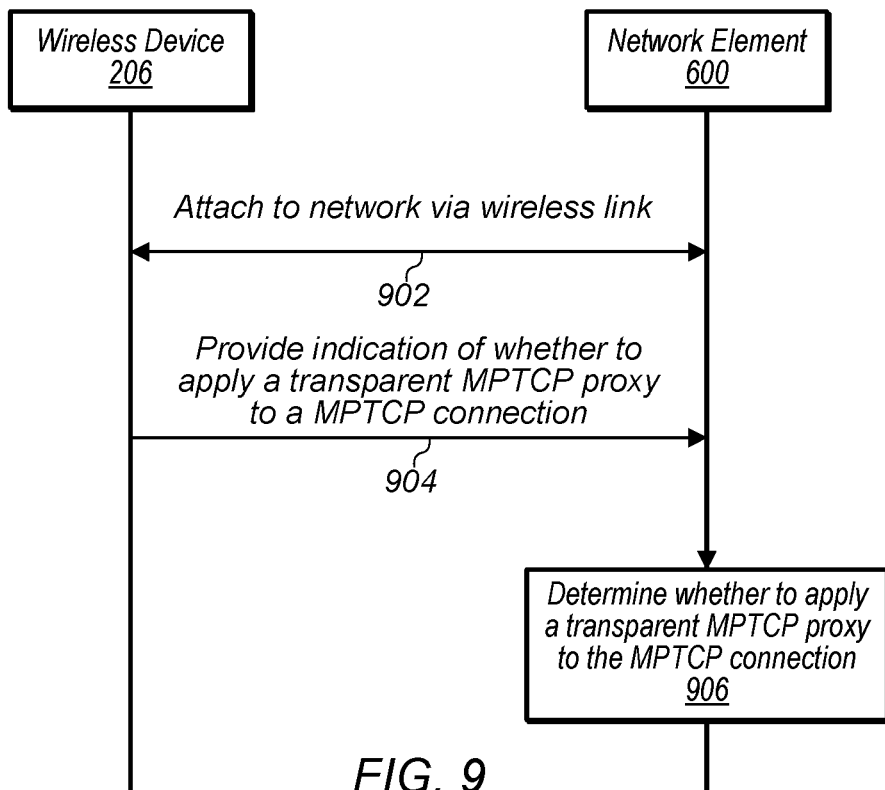 Wireless Device
206
Network Element
600
Attach to network via wireless link
902
Provide indication of whether to
apply a transparent MPTCP proxy
to a MPTCP connection
904
Determine whether to apply
a transparent MPTCP proxy
to the MPTCP connection
906
FIG. 9